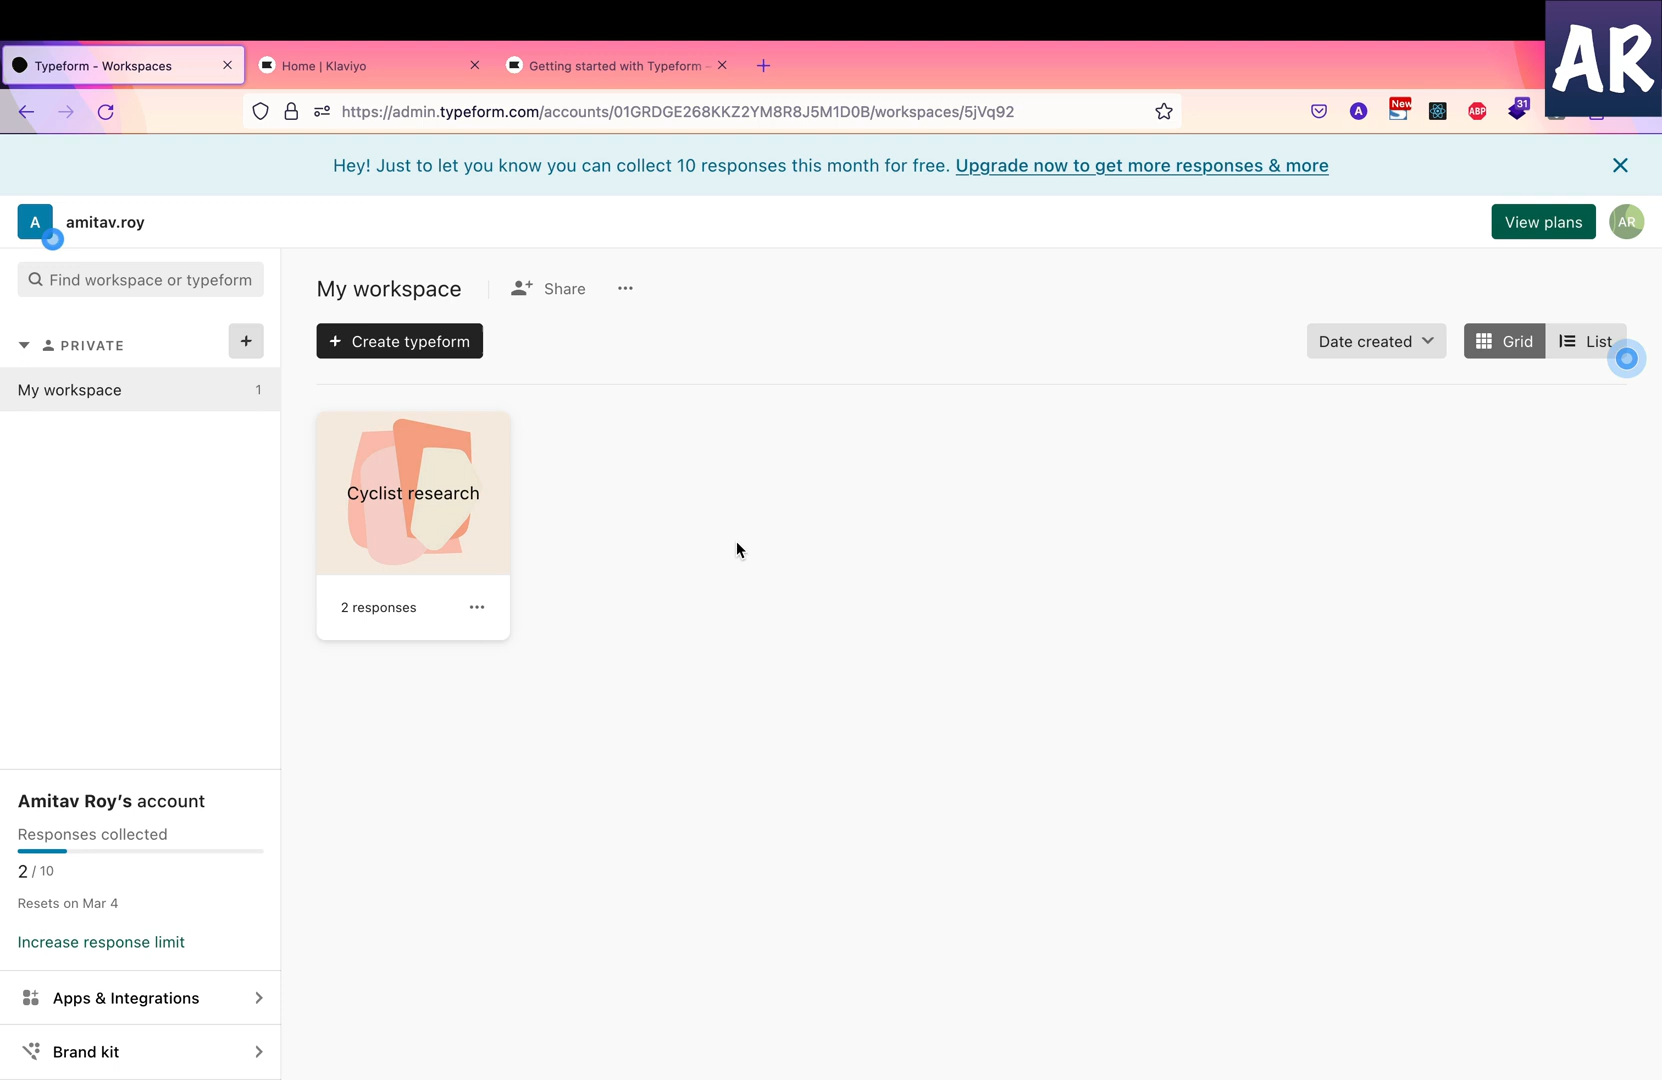 Typeform - Workspaces
Home | Klaviyo
Getting started with Typeform -
AR
https://admin.typeform.com/accounts/01GRDGE268KKZ2YM8R8J5M1D0B/workspaces/5jVq92
A
New
S
ABP
31
Hey! Just to let you know you can collect 10 responses this month for free. Upgrade now to get more responses & more
A
amitav.roy
View plans
AR
Find workspace or typeform
My workspace
Share
PRIVATE
+
+ Create typeform
Date created
Grid
List
My workspace
1
Cyclist research
2 responses
Amitav Roy’s account
Responses collected
2 / 10
Resets on Mar 4
Increase response limit
Apps & Integrations
Brand kit